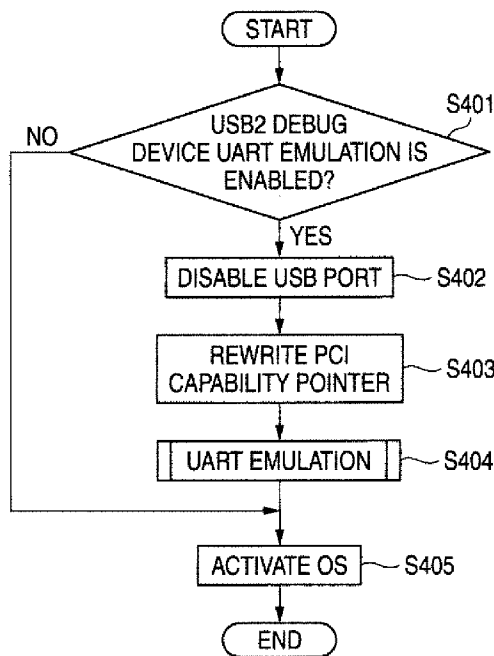 START
S401
USB2 DEBUG
DEVICE UART EMULATION IS
ENABLED?
NO
YES
DISABLE USB PORT
S402
REWRITE PCI
CAPABILITY POINTER
S403
UART EMULATION
S404
ACTIVATE OS
S405
END